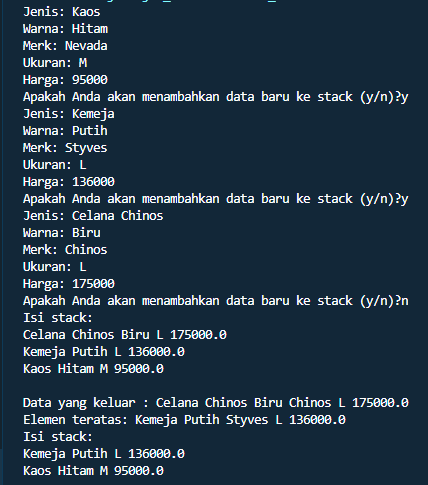 Jenis: Kaos
Warna: Hitam
Merk: Nevada
Ukuran: M
Harga: 95000
Apakah Anda akan menambahkan data baru ke stack (y/n)?y
Jenis: Kemeja
Warna: Putih
Merk: Styves
Ukuran: L
Harga: 136000
Apakah Anda akan menambahkan data baru ke stack (y/n)?y
Jenis: Celana Chinos
Warna: Biru
Merk: Chinos
Ukuran: L
Harga: 175000
Apakah Anda akan menambahkan data baru ke stack (y/n)?n
Isi stack:
Celana Chinos Biru L 175000.0
Kemeja Putih L 136000.0
Kaos Hitam M 95000.0
Data yang keluar : Celana Chinos Biru Chinos L 175000.0
Elemen teratas: Kemeja Putih Styves L 136000.0
Isi stack:
Kemeja Putih L 136000.0
Kaos Hitam M 95000.0